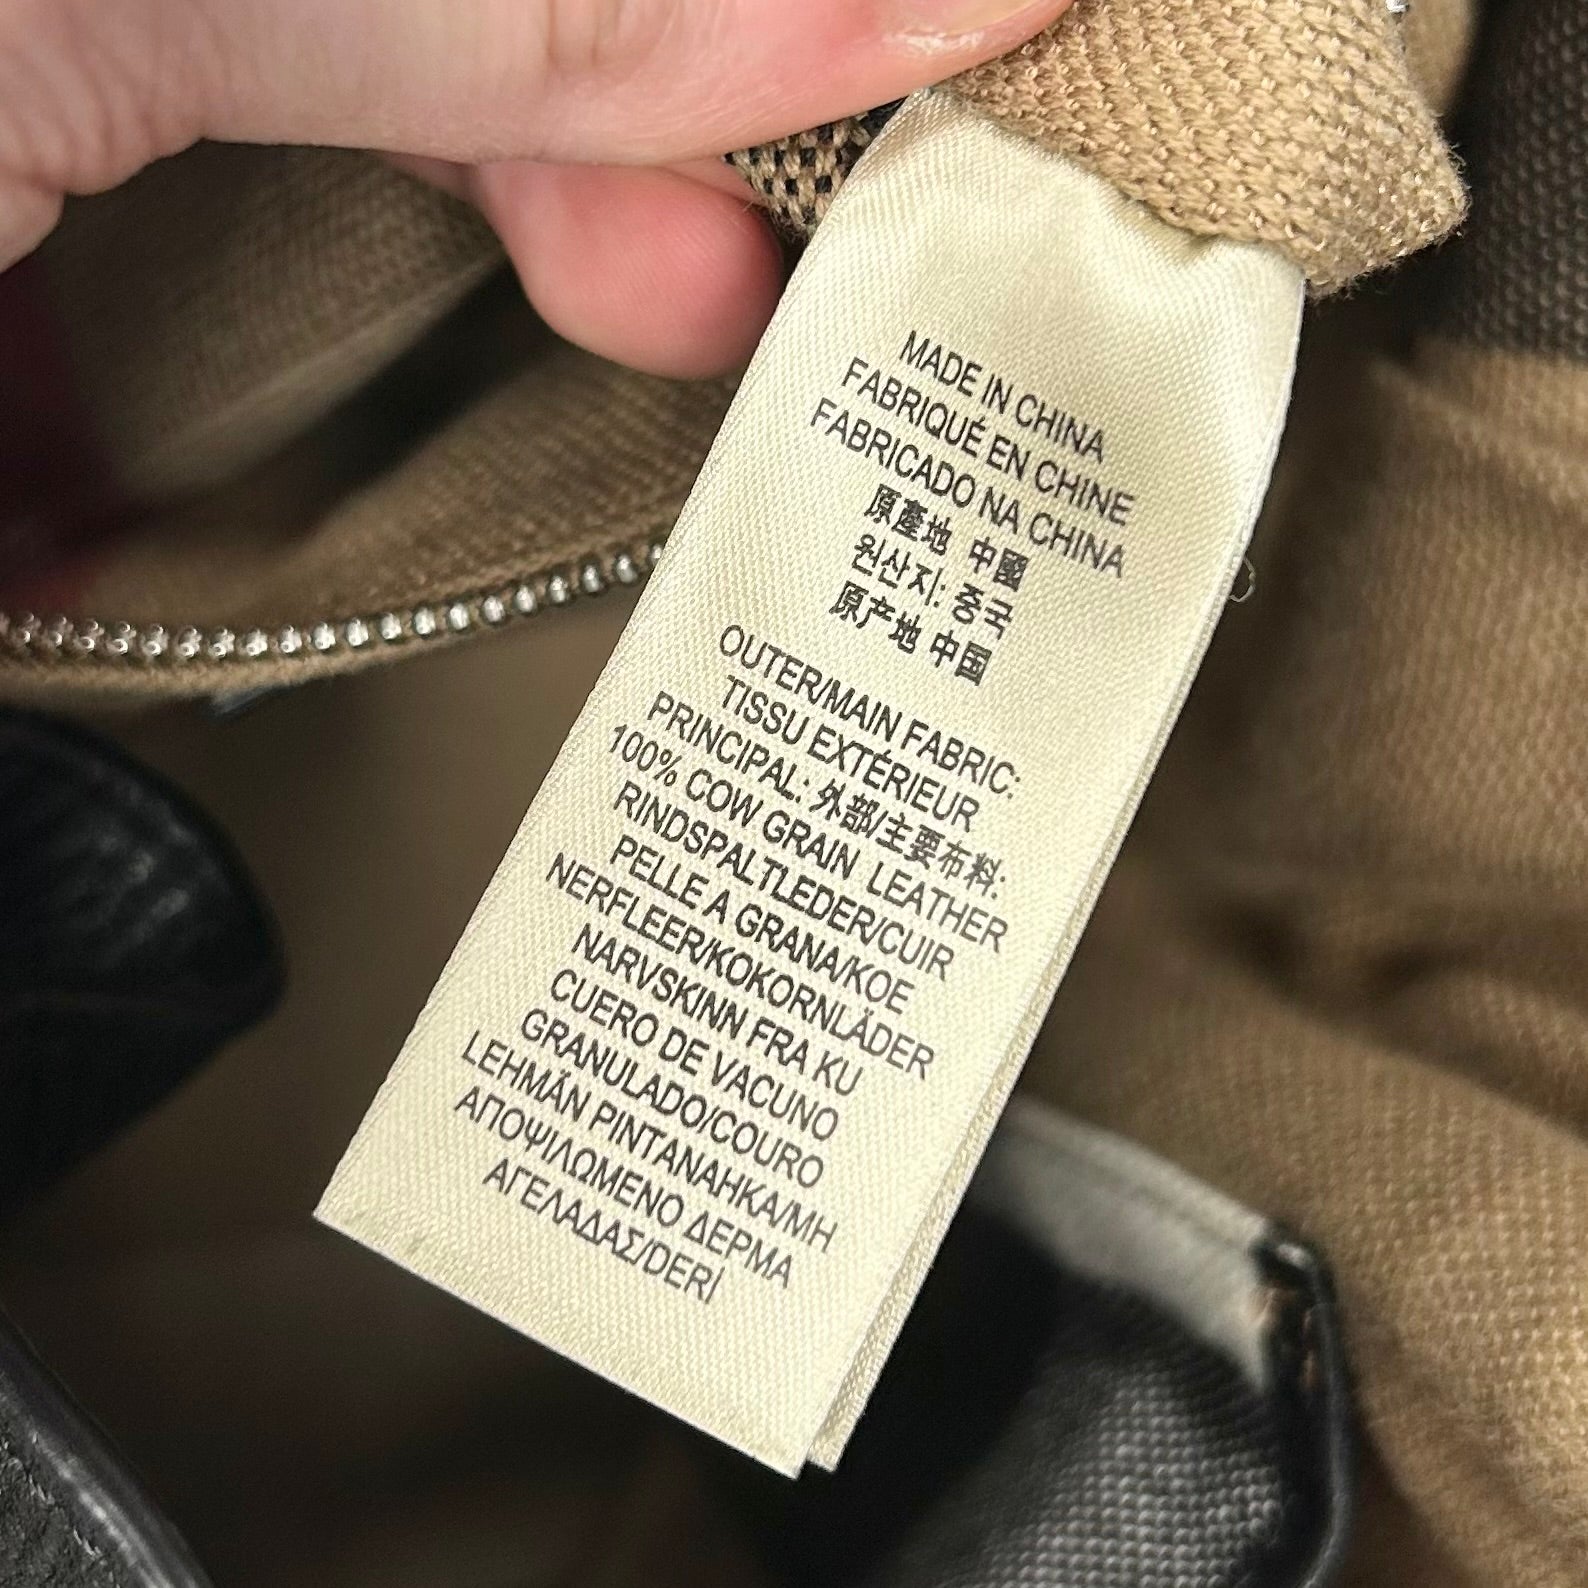 MADE IN CHINA
FABRIQUÉ EN CHINE
FABRICADO NA CHINA
原產地 中國
원산지: 중국
原产地 中国
OUTER/MAIN FABRIC:
TISSU EXTÉRIEUR
PRINCIPAL: 外部/主要布料:
100% COW GRAIN LEATHER
RINDSPALTLEDER/CUIR
PELLE A GRANA/KOE
NERFLEER/KOKORNLÄDER
NARVSKINN FRA KU
CUERO DE VACUNO
GRANULADO/COURO
LEHMÄN PINTANAHKA/ΜΗ
ΑΠΟΨΙΛΩΜΕΝΟ ΔΕΡΜΑ
ΑΓΕΛΑΔΑΣ/DERİ